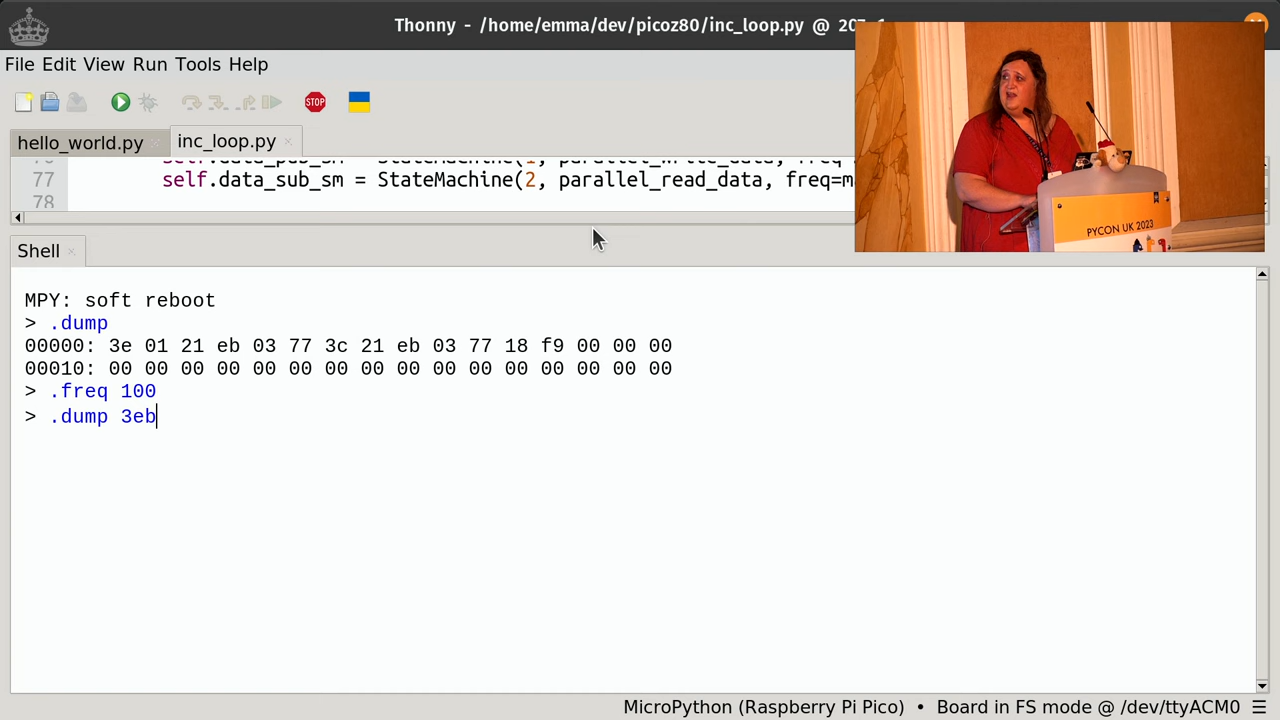 Thonny - /home/emma/dev/picoz80/inc_loop.py @
File Edit View Run Tools Help
STOP
hello_world.py
inc_loop.py
77 self.data_sub_sm = StateMachine(2, parallel_read_data, freq=m
78
PYCON UK 2023
Shell
MPY: soft reboot
> .dump
00000: 3e 01 21 eb 03 77 3c 21 eb 03 77 18 f9 00 00 00
00010: 00 00 00 00 00 00 00 00 00 00 00 00 00 00 00 00
> .freq 100
> .dump 3eb
MicroPython (Raspberry Pi Pico) • Board in FS mode @ /dev/ttyACM0 ☰